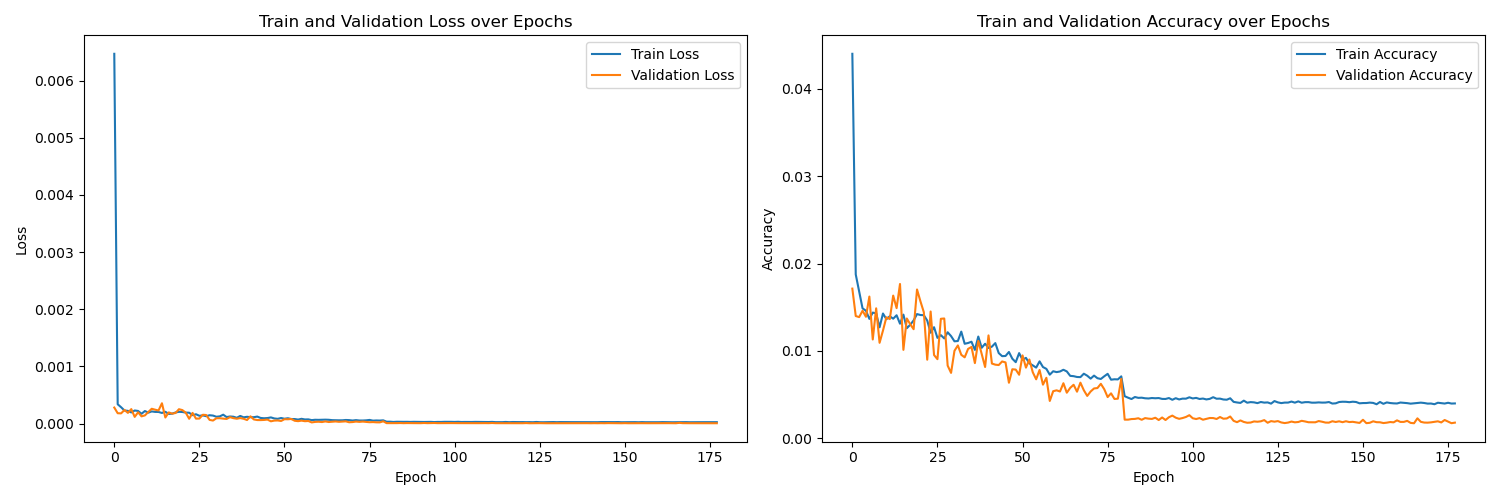 Train and Validation Loss over Epochs
Train Loss
Validation Loss
0.006
0.005
0.004
0.003
0.002
0.001
0.000
Loss
0 25 50 75 100 125 150 175
Epoch
Train and Validation Accuracy over Epochs
Train Accuracy
Validation Accuracy
0.04
0.03
0.02
0.01
0.00
Accuracy
0 25 50 75 100 125 150 175
Epoch